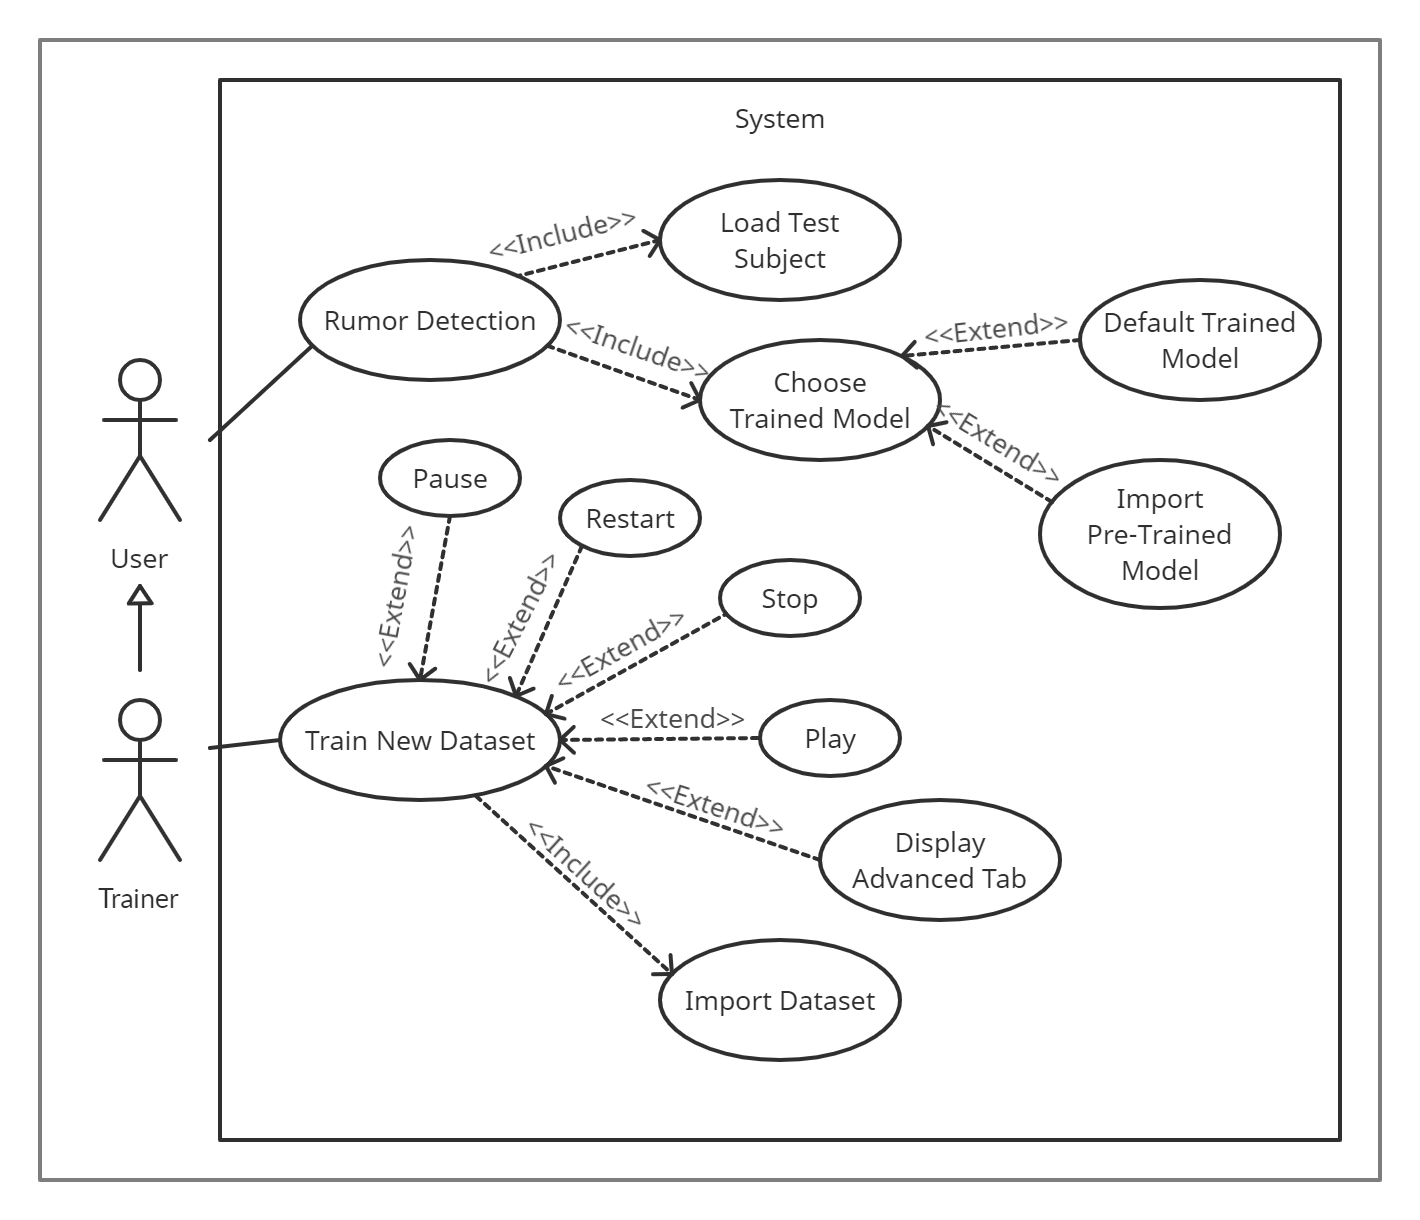 System
Load Test
Subject
<<Include>>
Rumor Detection
<<Include>>
Choose
Trained Model
<<Extend>>
Default Trained
Model
<<Extend>>
Import
Pre-Trained
Model
User
Pause
<<Extend>>
Restart
<<Extend>>
Stop
<<Extend>>
Train New Dataset
<<Extend>>
Play
<<Extend>>
Display
Advanced Tab
<<Include>>
Import Dataset
Trainer